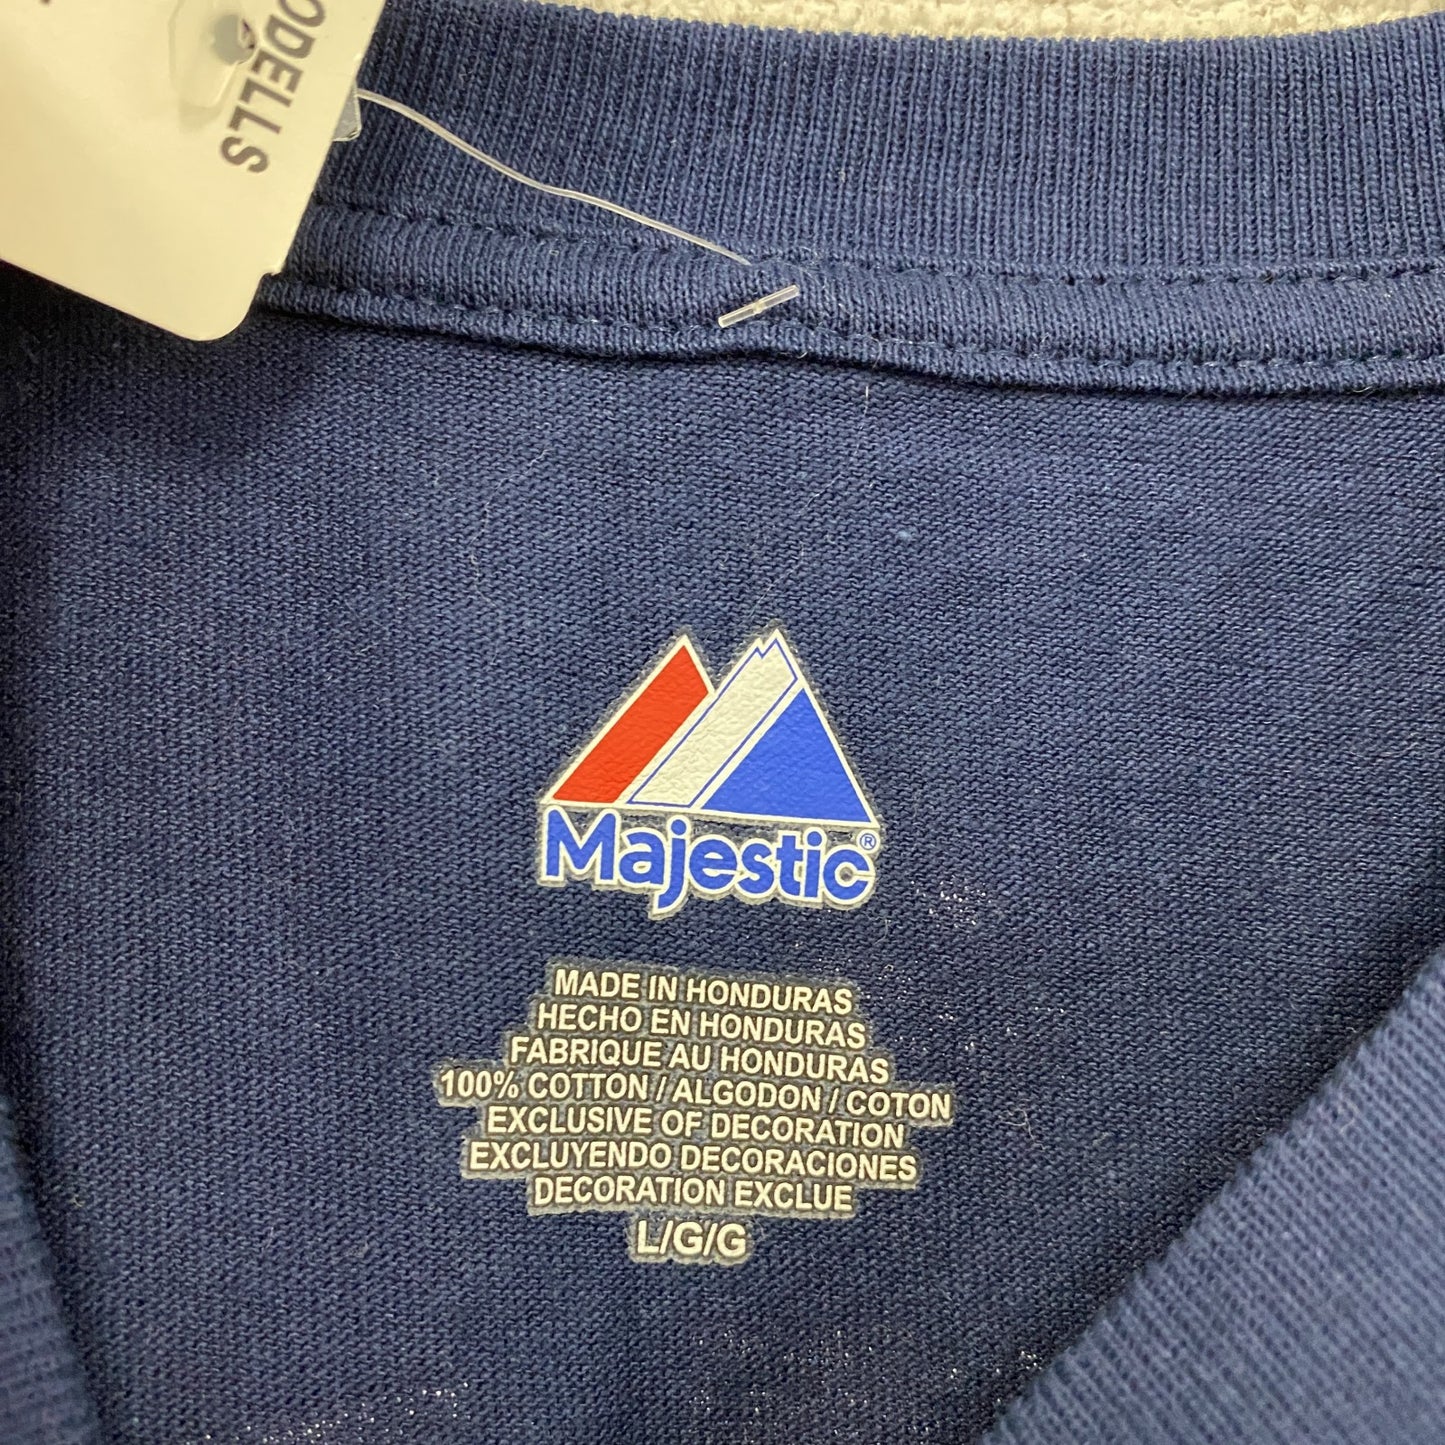 ODELLS
Majestic®
MADE IN HONDURAS
HECHO EN HONDURAS
FABRIQUE AU HONDURAS
100% COTTON / ALGODON / COTON
EXCLUSIVE OF DECORATION
EXCLUYENDO DECORACIONES
DECORATION EXCLUE
L/G/G